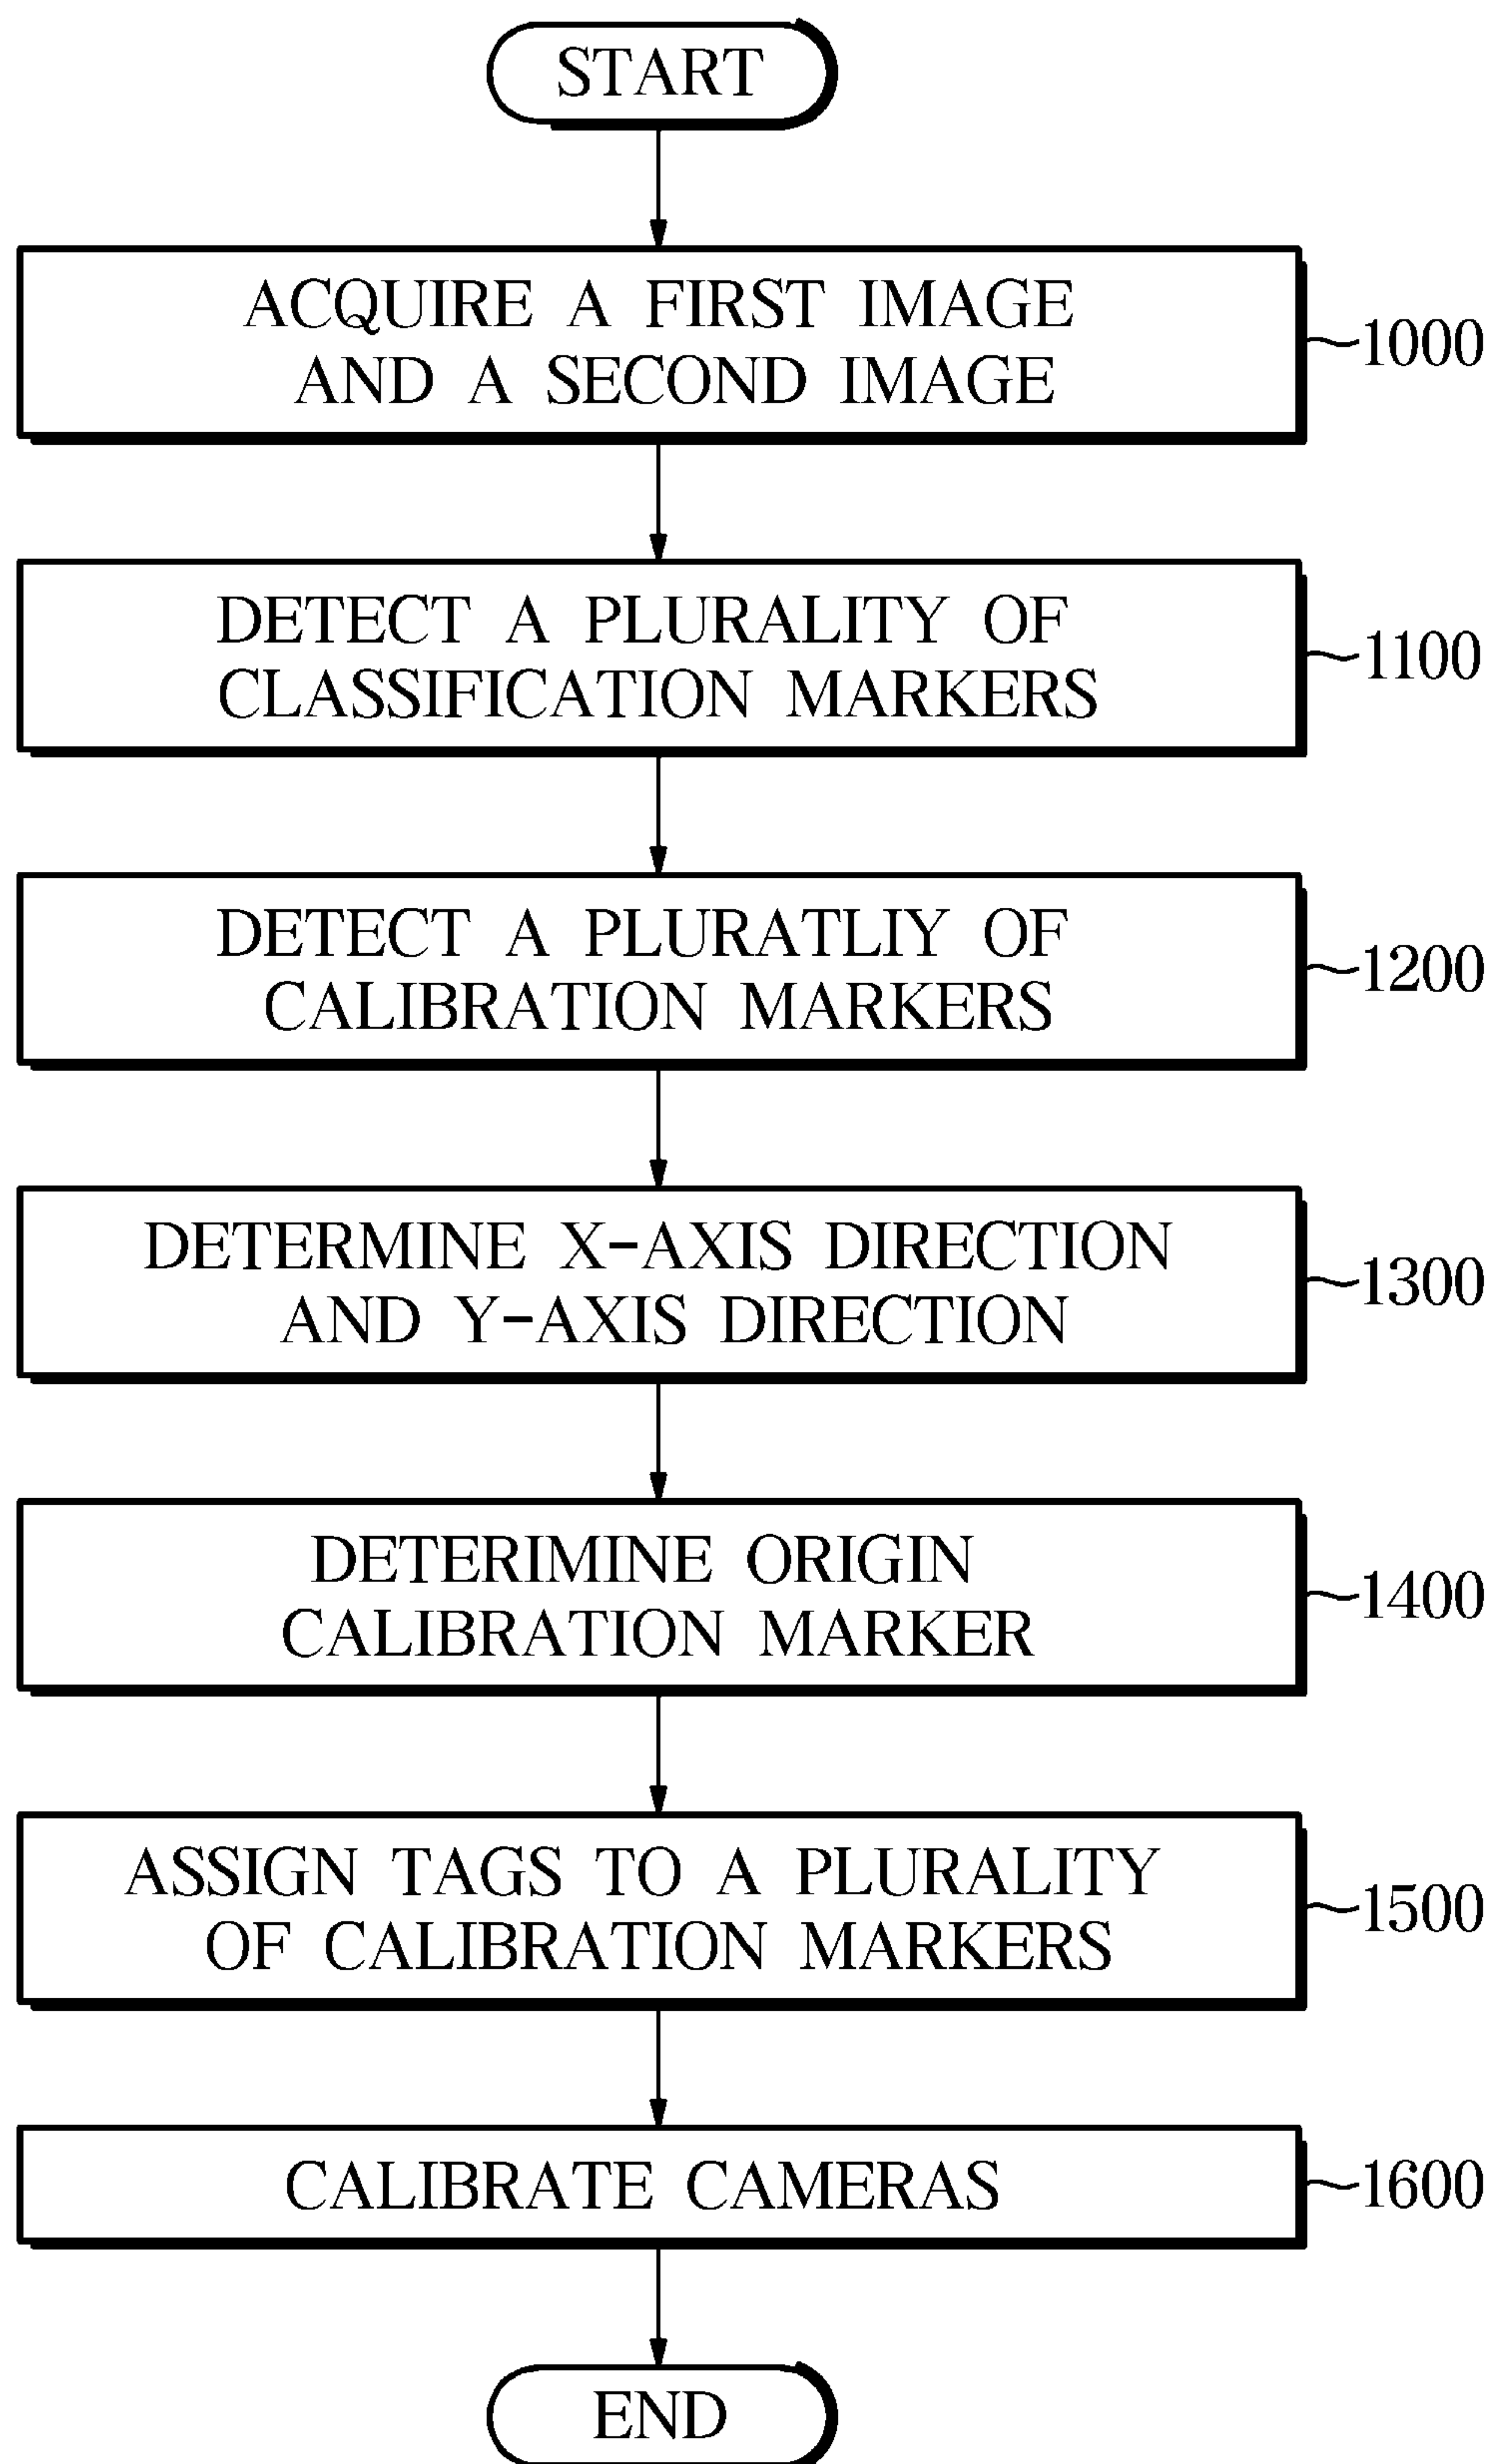 START
ACQUIRE A FIRST IMAGE
AND A SECOND IMAGE
1000
DETECT A PLURALITY OF
CLASSIFICATION MARKERS
1100
DETECT A PLURATLIY OF
CALIBRATION MARKERS
1200
DETERMINE X-AXIS DIRECTION
AND Y-AXIS DIRECTION
1300
DETERIMINE ORIGIN
CALIBRATION MARKER
1400
ASSIGN TAGS TO A PLURALITY
OF CALIBRATION MARKERS
1500
CALIBRATE CAMERAS
1600
END